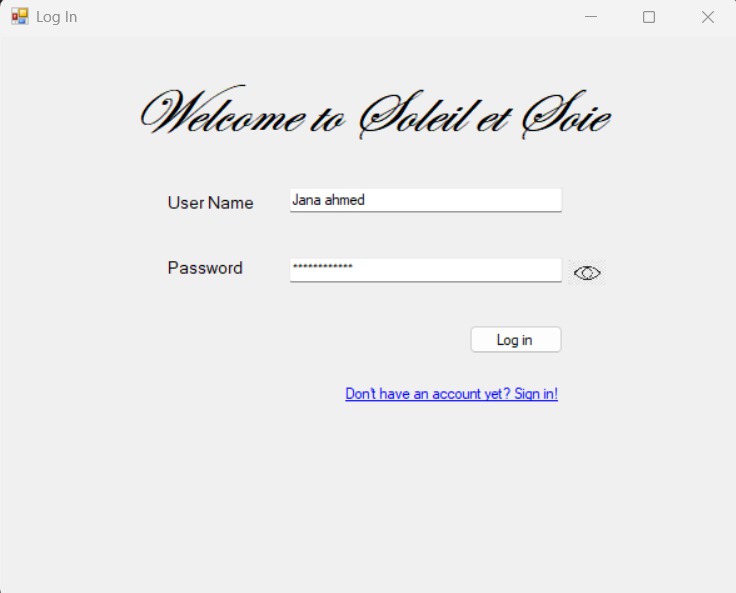 Log In
Welcome to Soleil et Soie
User Name
Jana ahmed
Password
************
Log in
Don't have an account yet? Sign in!